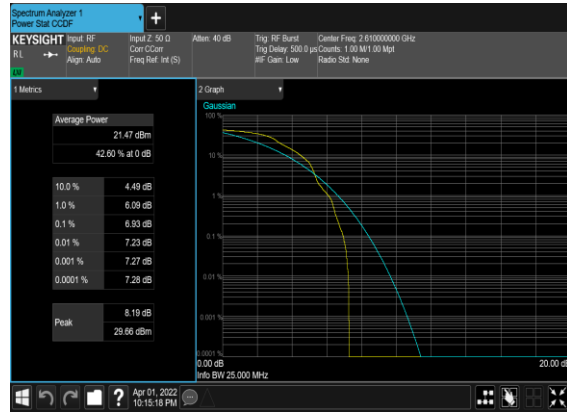 Spectrum Analyzer 1
Power Stat CCDF
KEYSIGHT
Input: RF
Input Z: 50 Ω
Atten: 40 dB
Trig: RF Burst
Center Freq: 2.610000000 GHz
RL
Coupling: DC
Corr CCorr
Trig Delay: 500.0 µs
Counts: 1.00 M/1.00 Mpt
Align: Auto
Freq Ref: Int (S)
#IF Gain: Low
Radio Std: None
1 Metrics
2 Graph
Gaussian
Average Power
21.47 dBm
42.60 % at 0 dB
10.0 % 4.49 dB
1.0 % 6.09 dB
0.1 % 6.93 dB
0.01 % 7.23 dB
0.001 % 7.27 dB
0.0001 % 7.28 dB
Peak
8.19 dB
29.66 dBm
100 %
10 %
1 %
0.1 %
0.01 %
0.001 %
0.0001 %
0.00 dB
20.00 dB
Info BW 25.000 MHz
Apr 01, 2022
10:15:18 PM